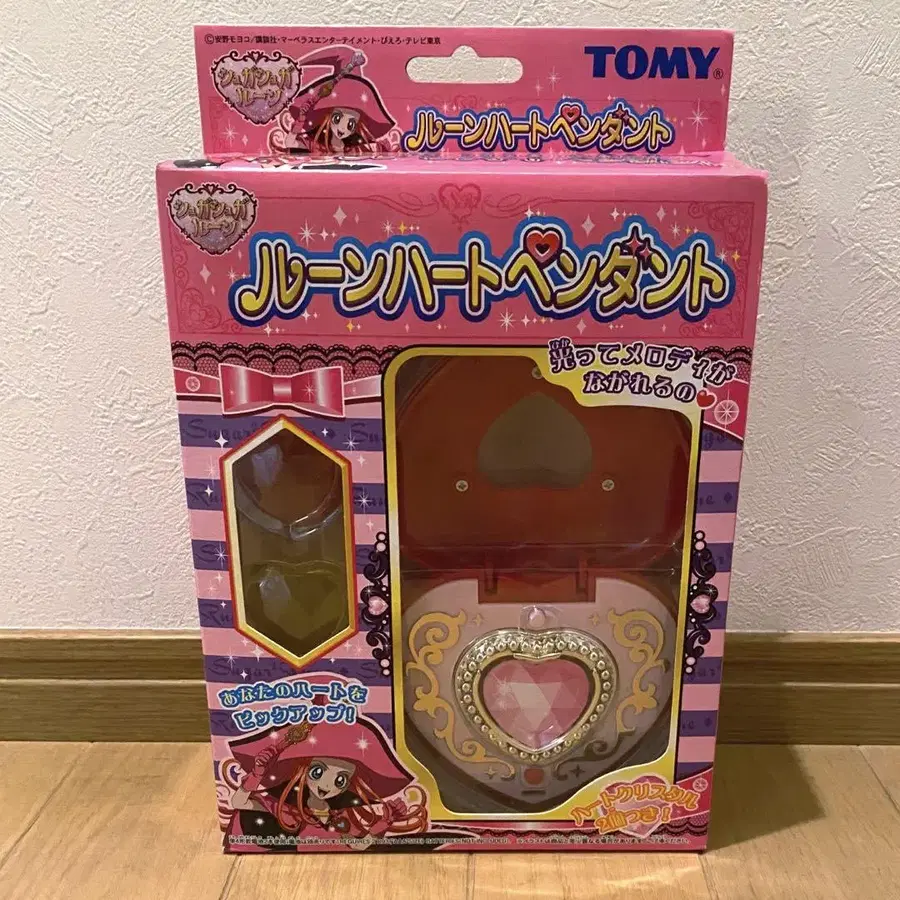 ©安野モヨコ/講談社・マーベラスエンターテイメント・ぴえろ・テレビ東京
TOMY®
シュガシュガ
ルーン
ルーンハートペンダント
シュガシュガ
ルーン
ルーンハートペンダント
光ってメロディが
ながれるの
あなたのハートを
ピックアップ!
ハートクリスタル
2個つき!